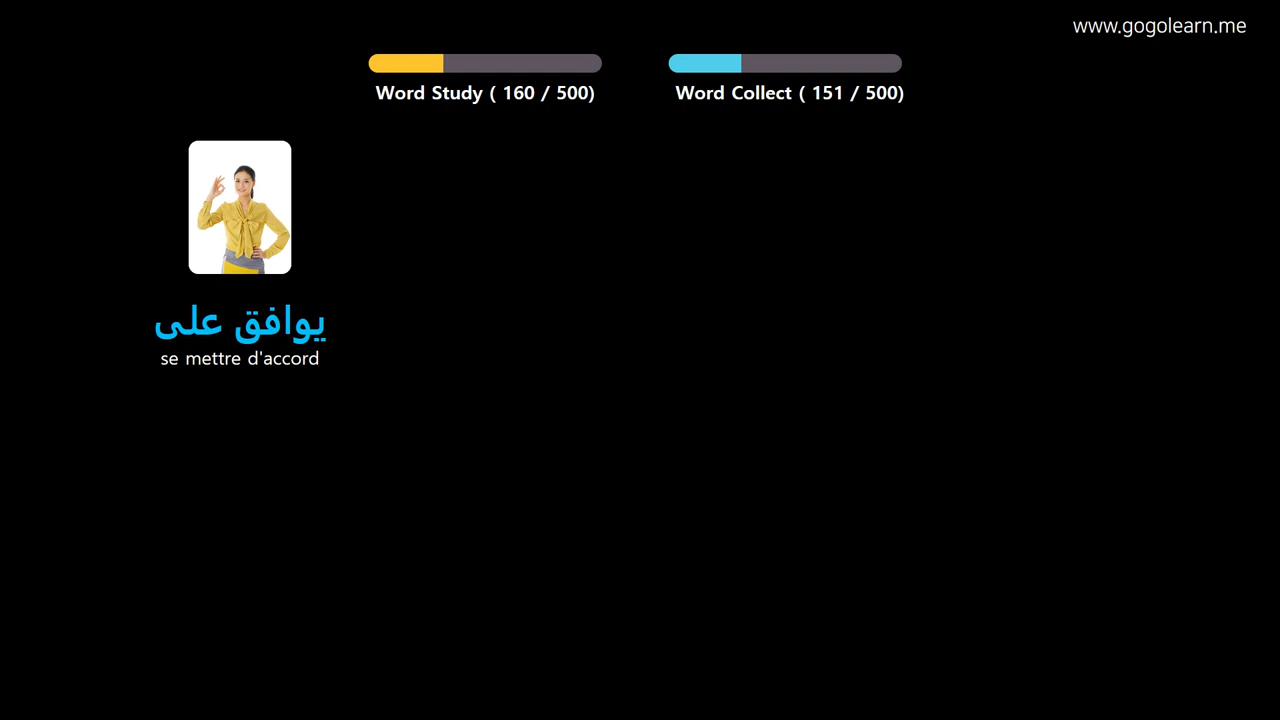 www.gogolearn.me
Word Study ( 160 / 500)
Word Collect ( 151 / 500)
يوافق على
se mettre d'accord